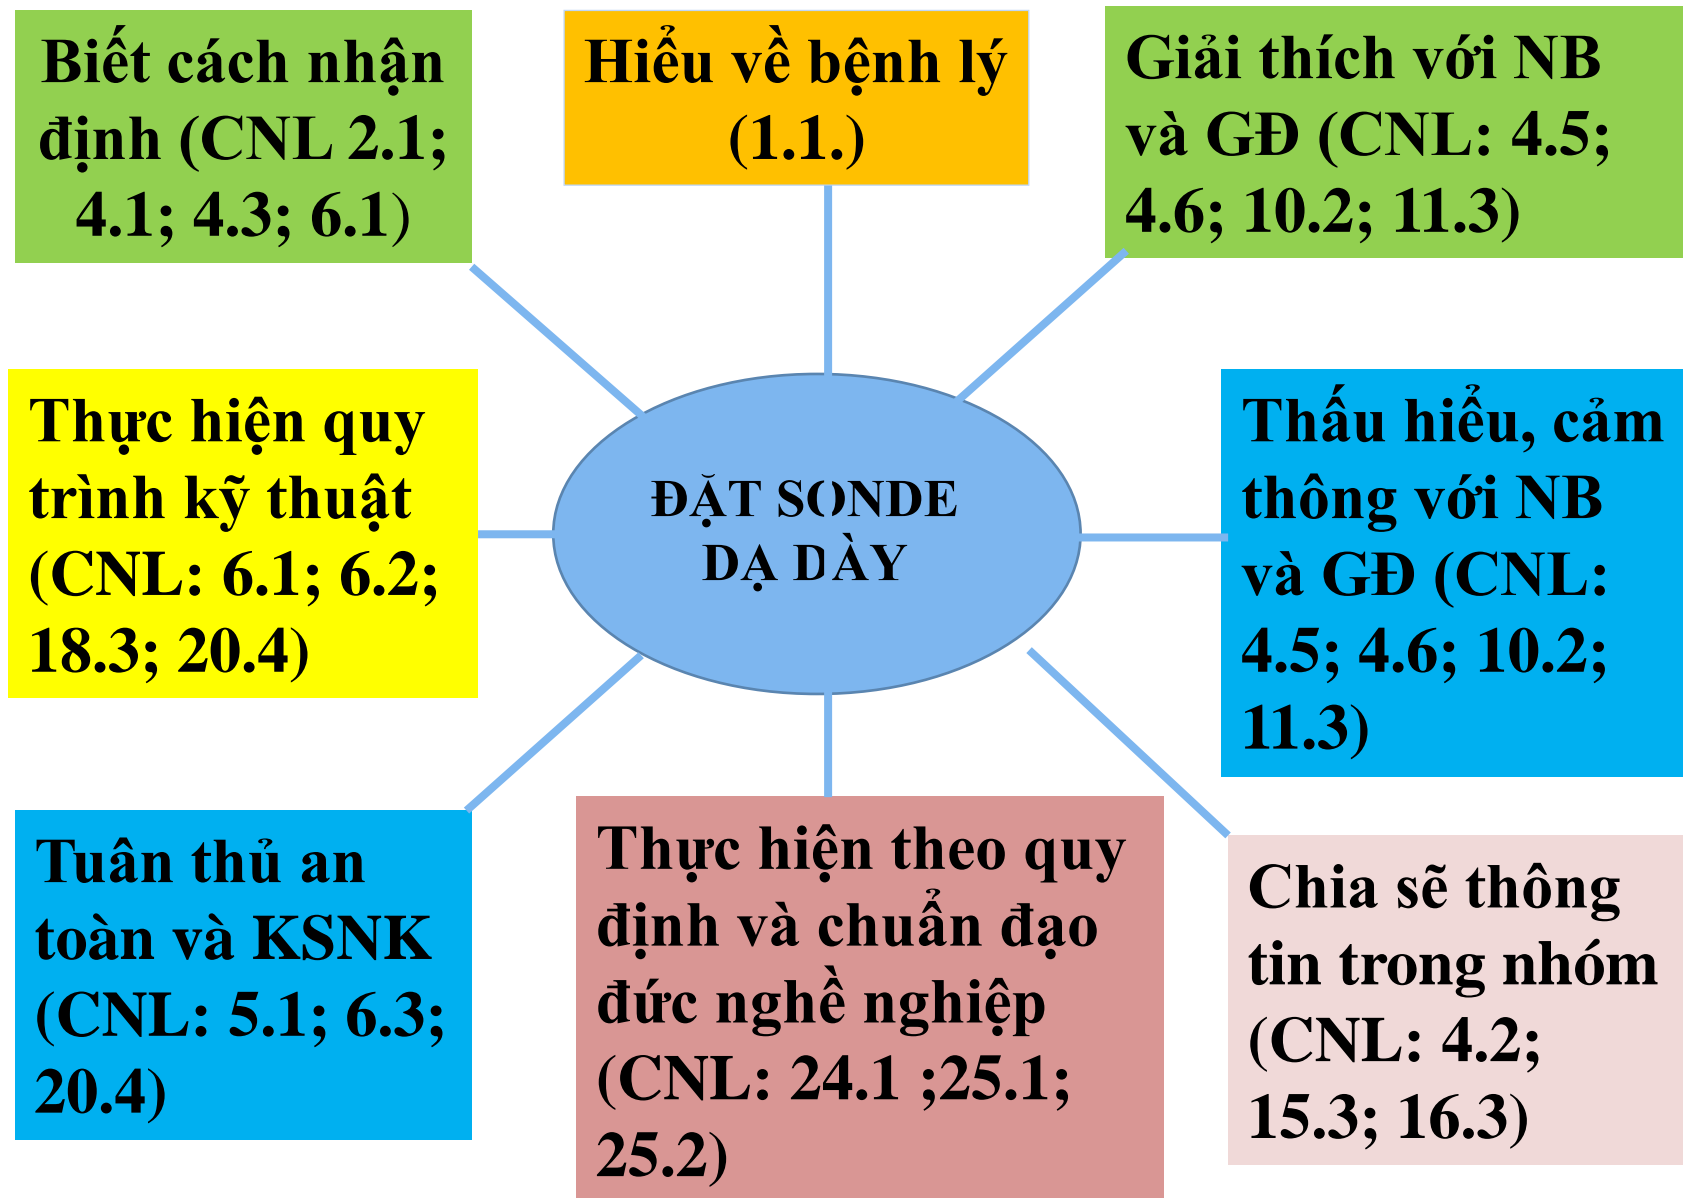 Biết cách nhận
định (CNL 2.1;
4.1; 4.3; 6.1)
Hiểu về bệnh lý
(1.1.)
Giải thích với NB
và GĐ (CNL: 4.5;
4.6; 10.2; 11.3)
Thực hiện quy
trình kỹ thuật
(CNL: 6.1; 6.2;
18.3; 20.4)
ĐẶT SONDE
DẠ DÀY
Thấu hiểu, cảm
thông với NB
và GĐ (CNL:
4.5; 4.6; 10.2;
11.3)
Tuân thủ an
toàn và KSNK
(CNL: 5.1; 6.3;
20.4)
Thực hiện theo quy
định và chuẩn đạo
đức nghề nghiệp
(CNL: 24.1 ;25.1;
25.2)
Chia sẽ thông
tin trong nhóm
(CNL: 4.2;
15.3; 16.3)